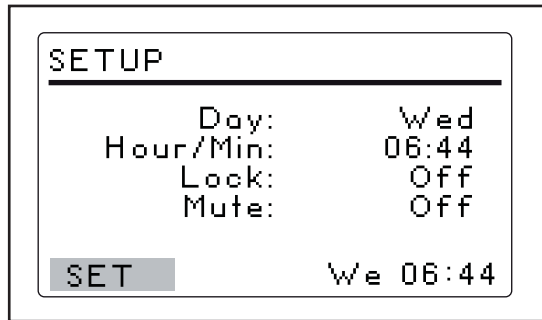 SETUP
Day: Wed
Hour/Min: 06:44
Lock: Off
Mute: Off
SET We 06:44